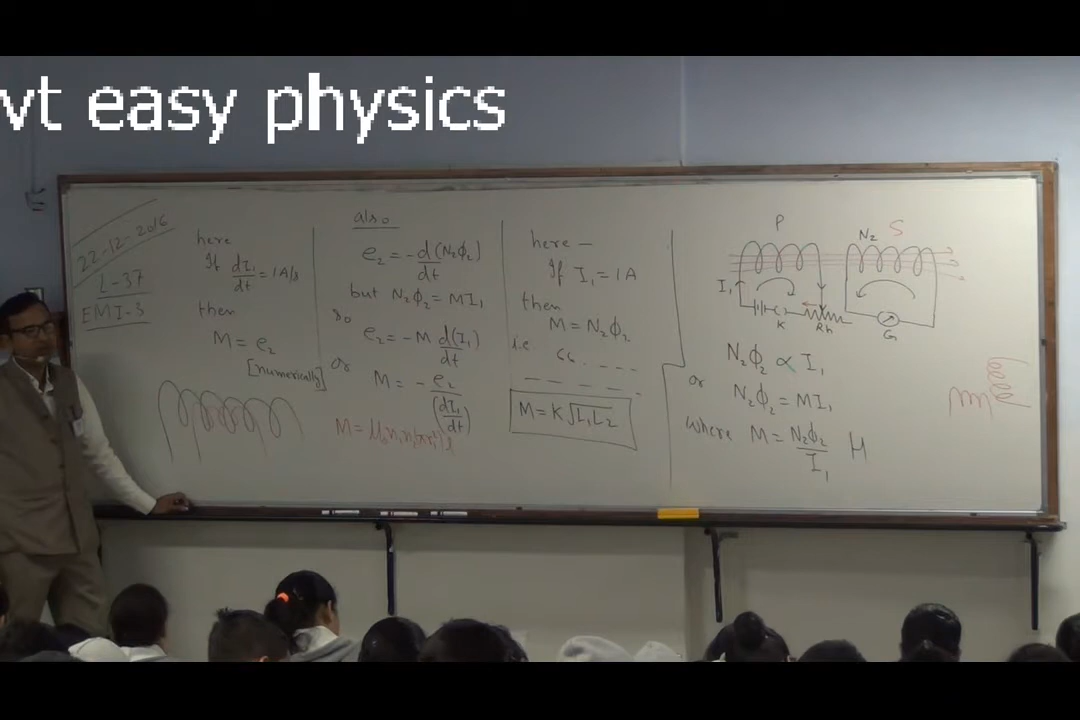 vt easy physics
22-12-2016
L-37
EMI-3
here
If dI₁/dt = 1A/s
then
M = e₂
[numerically]
also
e₂ = -d(N₂ϕ₂)/dt
but N₂ϕ₂ = MI₁
so
e₂ = -M d(I₁)/dt
or
M = -e₂/(dI₁/dt)
here –
If I₁ = 1A
then
M = N₂ϕ₂
i.e
M = K√L₁L₂
P
N₂ S
I₁
K Rh G
N₂ϕ₂ ∝ I₁
or
N₂ϕ₂ = MI₁
where M = N₂ϕ₂/I₁ H